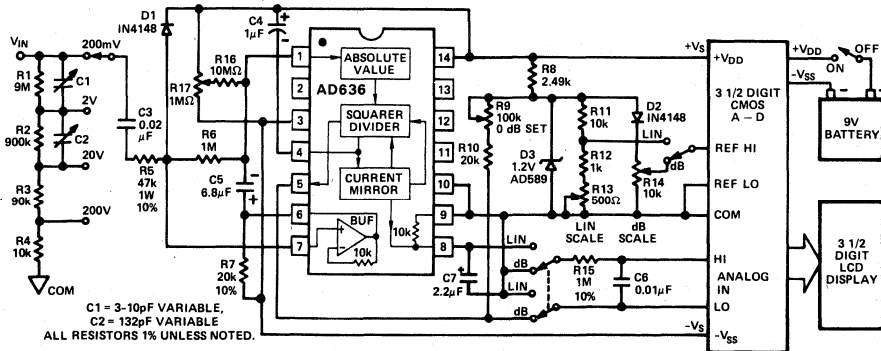 D1
IN4148
C4
1µF
VIN
200mV
R1
9M
C1
2V
R2
900k
C2
20V
R3
90k
200V
R4
10k
COM
C3
0.02
µF
R5
47k
1W
10%
R17
1MΩ
R16
10MΩ
R6
1M
C5
6.8µF
R7
20k
10%
C1 = 3-10pF VARIABLE,
C2 = 132pF VARIABLE
ALL RESISTORS 1% UNLESS NOTED.
1
2
3
4
5
6
7
14
13
12
11
10
9
8
ABSOLUTE
VALUE
AD636
SQUARER
DIVIDER
CURRENT
MIRROR
BUF
10k
10k
+
-
C7
2.2µF
R8
2.49k
R9
100k
0 dB SET
R10
20k
D3
1.2V
AD589
R11
10k
R12
1k
R13
500Ω
LIN
SCALE
D2
IN4148
LIN
dB
R14
10k
dB
SCALE
LIN
dB
LIN
dB
R15
1M
10%
C6
0.01µF
+VS
-VS
+VDD
3 1/2 DIGIT
CMOS
A – D
REF HI
REF LO
COM
HI
ANALOG
IN
LO
-VSS
+VDD
-VSS
ON
OFF
9V
BATTERY
3 1/2
DIGIT
LCD
DISPLAY